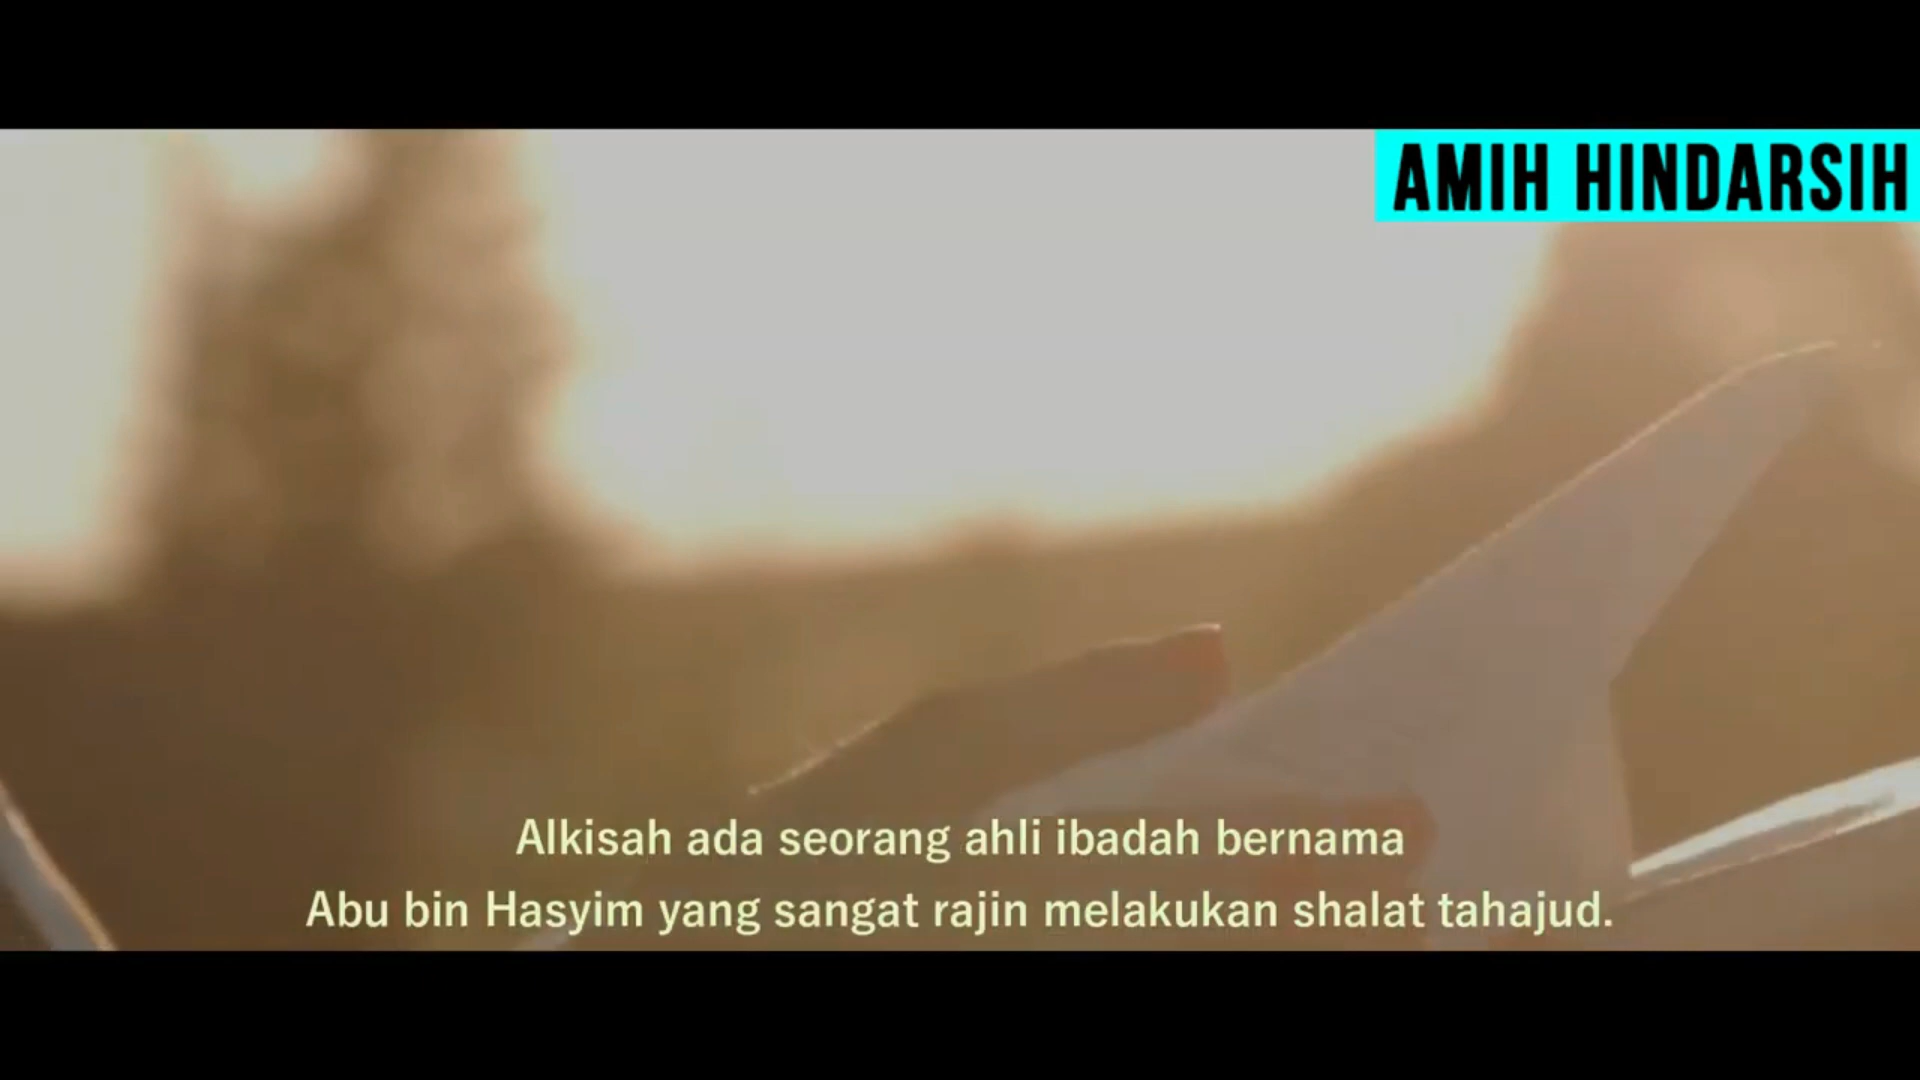 AMIH HINDARSIH
Alkisah ada seorang ahli ibadah bernama
Abu bin Hasyim yang sangat rajin melakukan shalat tahajud.